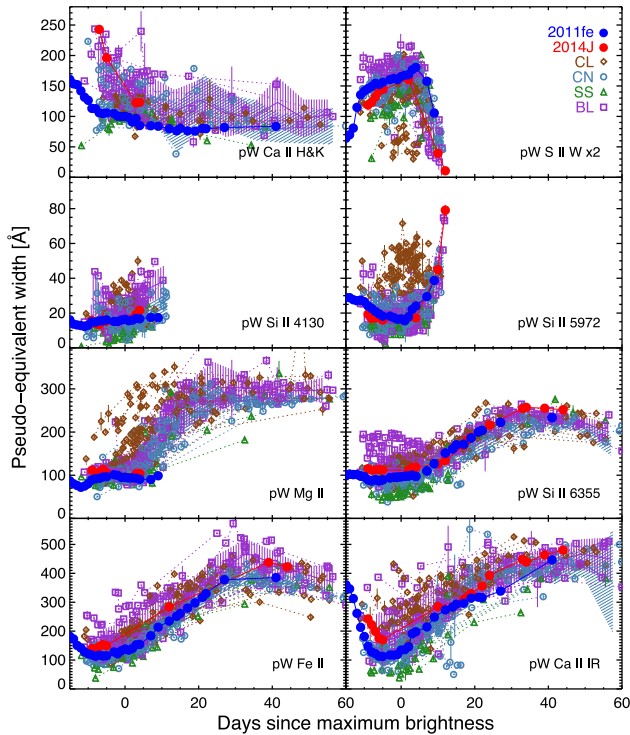 2011fe
2014J
CL
CN
SS
BL
250
200
150
100
50
0
pW Ca II H&K
pW S II W x2
80
60
40
20
0
pW Si II 4130
pW Si II 5972
300
200
100
0
pW Mg II
pW Si II 6355
500
400
300
200
100
0
pW Fe II
pW Ca II IR
Pseudo-equivalent width [Å]
0
20
40
60
0
20
40
60
Days since maximum brightness